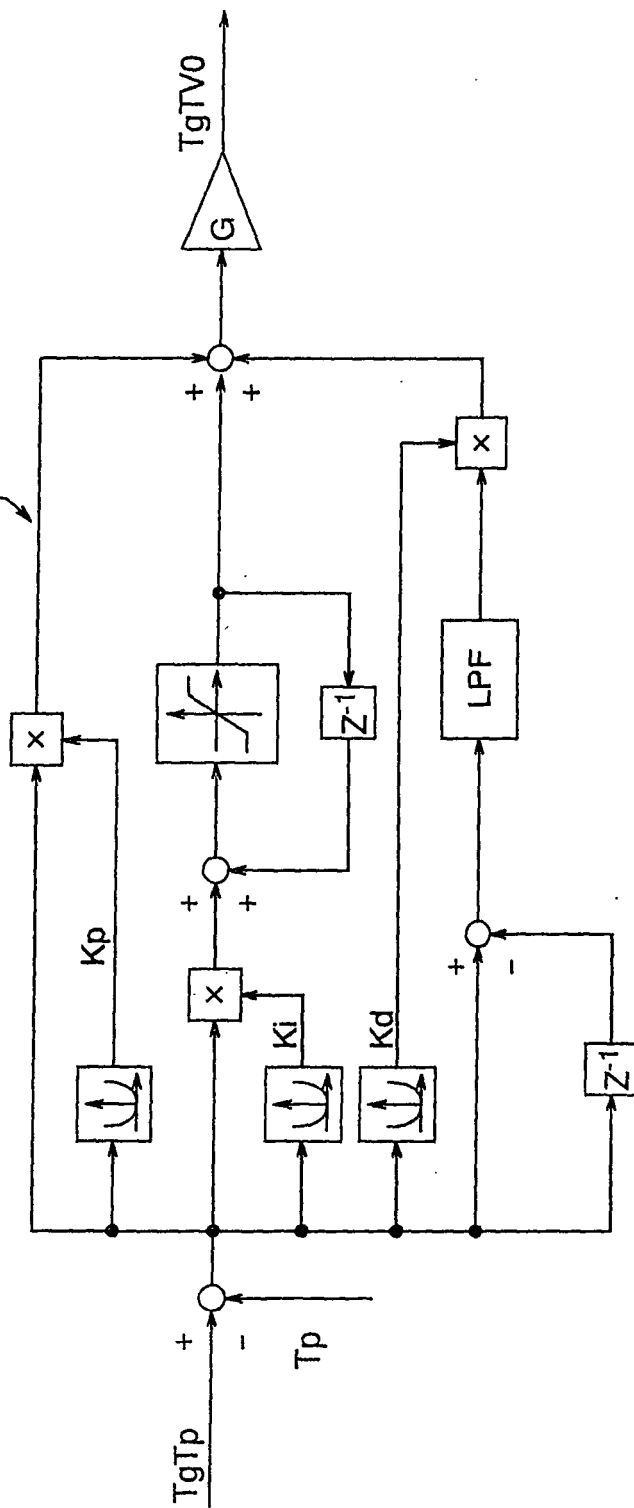 TgTp
+
−
Tp
Kp
×
Ki
×
+
+
Z-1
Kd
+
−
Z-1
LPF
×
+
+
G
TgTV0